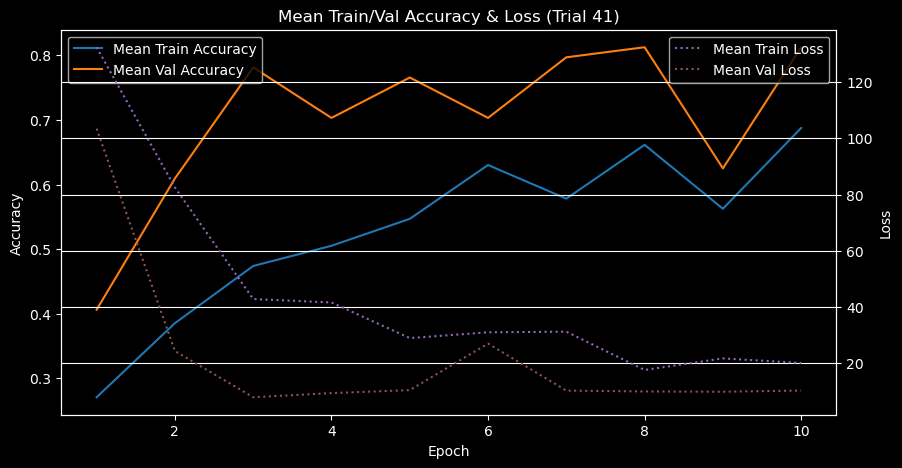 Mean Train/Val Accuracy & Loss (Trial 41)
Mean Train Accuracy
Mean Val Accuracy
Mean Train Loss
Mean Val Loss
Accuracy
0.8
0.7
0.6
0.5
0.4
0.3
120
100
80
60
40
20
Loss
2
4
6
8
10
Epoch